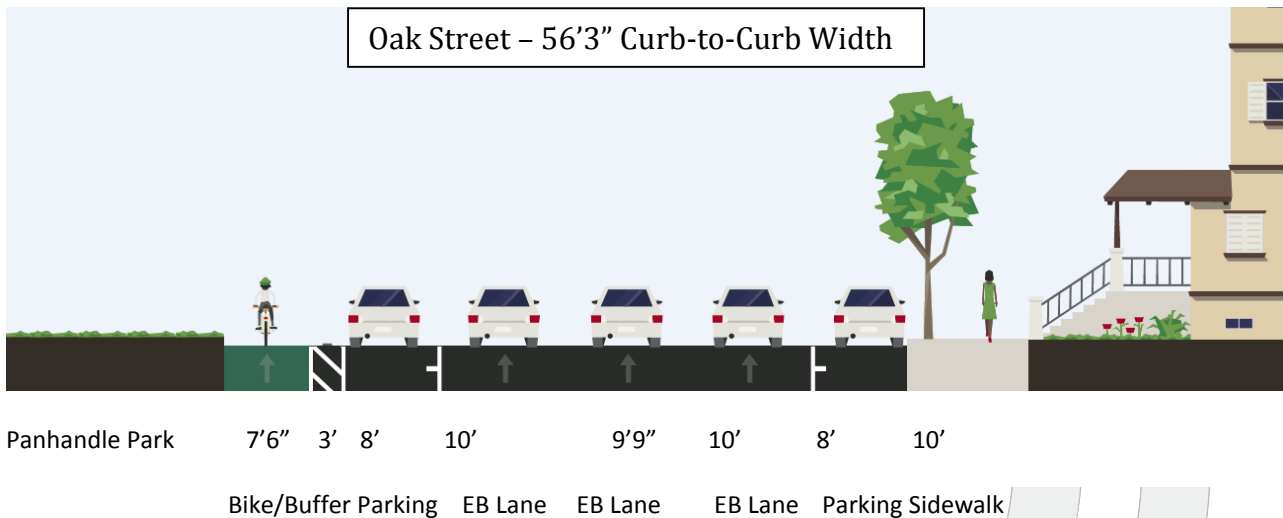 Oak Street – 56’3” Curb-to-Curb Width
Panhandle Park 7’6” 3’ 8’ 10’ 9’9” 10’ 8’ 10’
Bike/Buffer Parking EB Lane EB Lane EB Lane Parking Sidewalk